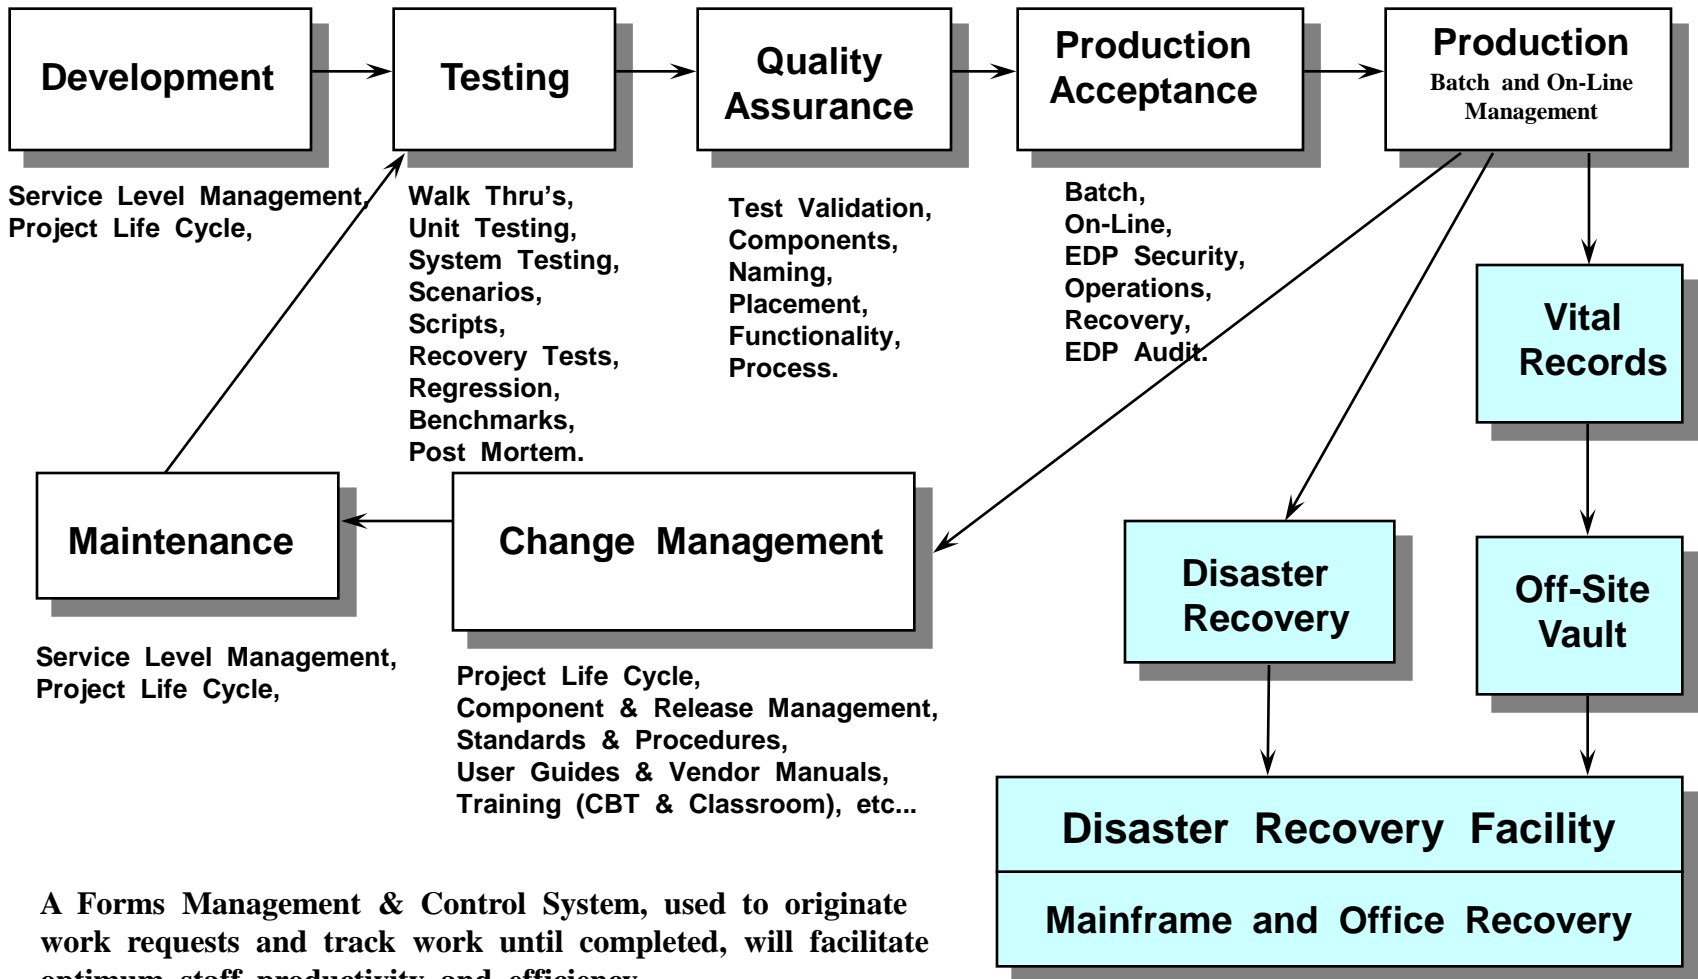 Development
Testing
Quality
Assurance
Production
Acceptance
Production
Batch and On-Line
Management
Service Level Management,
Project Life Cycle,
Walk Thru's,
Unit Testing,
System Testing,
Scenarios,
Scripts,
Recovery Tests,
Regression,
Benchmarks,
Post Mortem.
Test Validation,
Components,
Naming,
Placement,
Functionality,
Process.
Batch,
On-Line,
EDP Security,
Operations,
Recovery,
EDP Audit.
Vital
Records
Maintenance
Change Management
Disaster
Recovery
Off-Site
Vault
Service Level Management,
Project Life Cycle,
Project Life Cycle,
Component & Release Management,
Standards & Procedures,
User Guides & Vendor Manuals,
Training (CBT & Classroom), etc...
Disaster Recovery Facility
Mainframe and Office Recovery
A Forms Management & Control System, used to originate
work requests and track work until completed, will facilitate
optimum staff productivity and efficiency